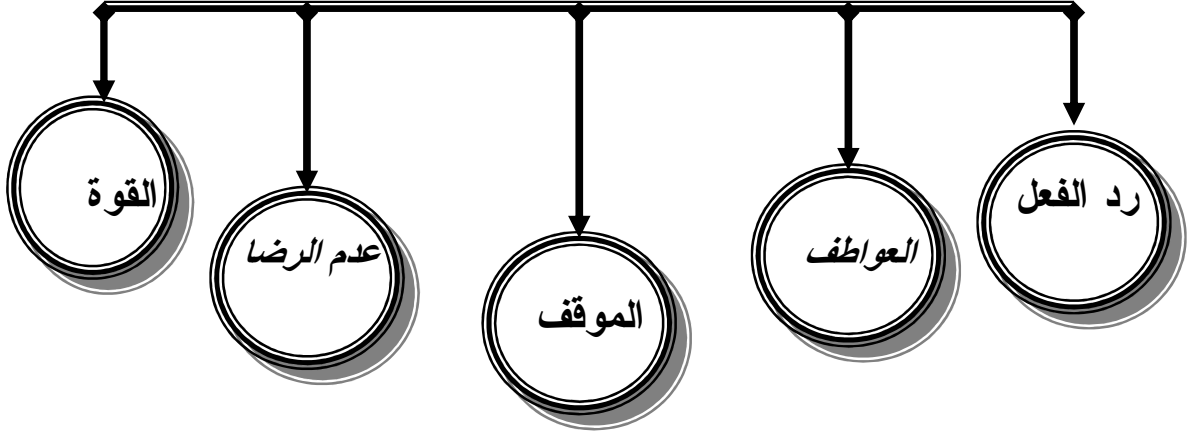 رد الفعل
العواطف
الموقف
عدم الرضا
القوة